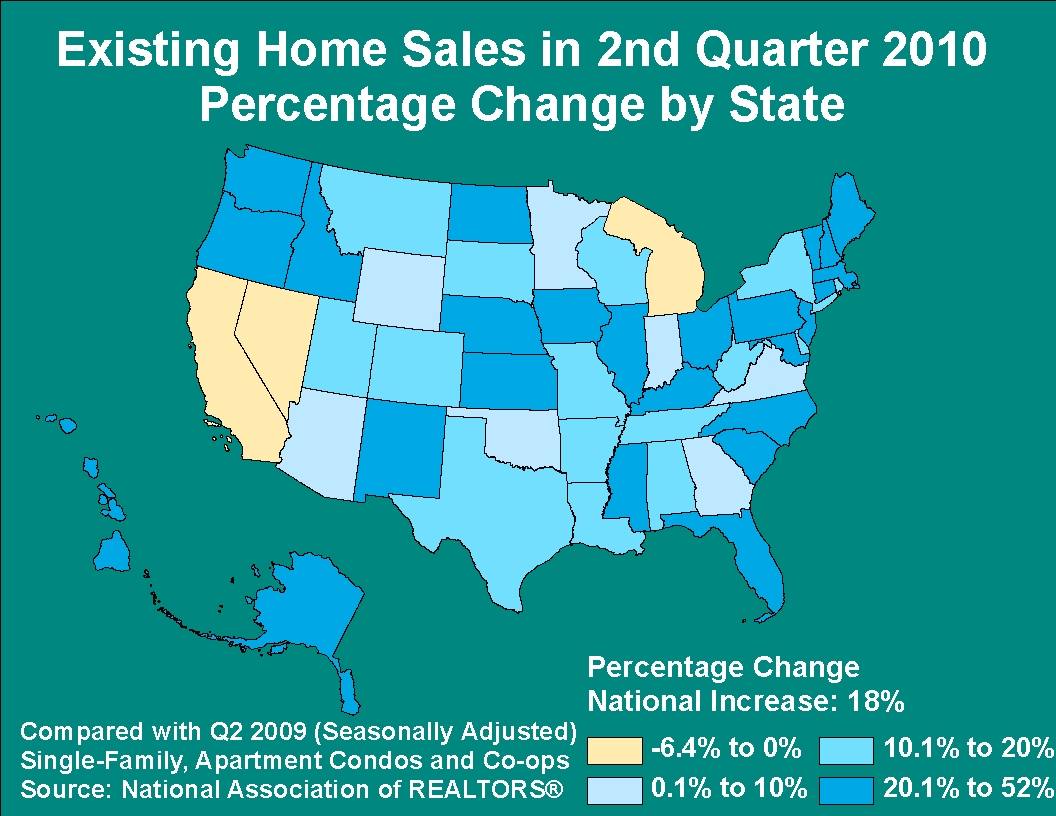 Existing Home Sales in 2nd Quarter 2010
Percentage Change by State
Percentage Change
National Increase: 18%
-6.4% to 0%
10.1% to 20%
0.1% to 10%
20.1% to 52%
Compared with Q2 2009 (Seasonally Adjusted)
Single-Family, Apartment Condos and Co-ops
Source: National Association of REALTORS®